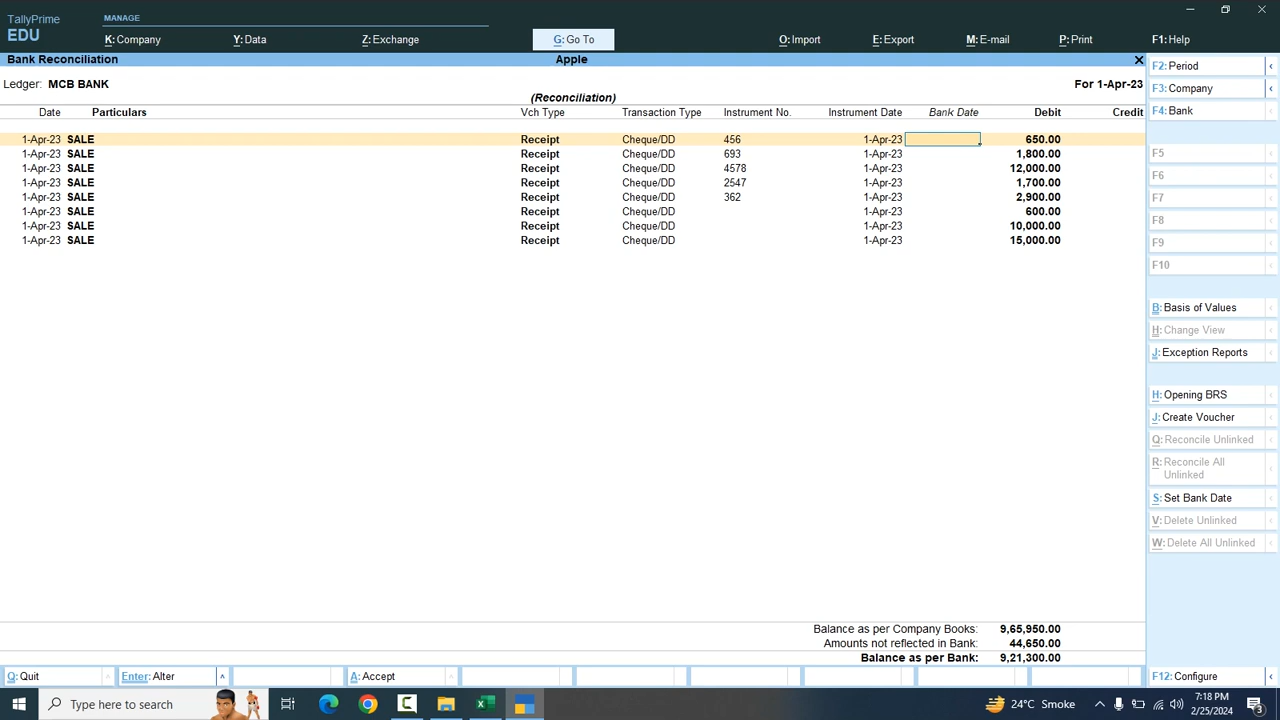 TallyPrime
EDU
MANAGE
K: Company
Y: Data
Z: Exchange
G: Go To
O: Import
E: Export
M: E-mail
P: Print
F1: Help
Bank Reconciliation
Apple
Ledger: MCB BANK
For 1-Apr-23
(Reconciliation)
Date Particulars Vch Type Transaction Type Instrument No. Instrument Date Bank Date Debit Credit
1-Apr-23 SALE Receipt Cheque/DD 456 1-Apr-23 650.00
1-Apr-23 SALE Receipt Cheque/DD 693 1-Apr-23 1,800.00
1-Apr-23 SALE Receipt Cheque/DD 4578 1-Apr-23 12,000.00
1-Apr-23 SALE Receipt Cheque/DD 2547 1-Apr-23 1,700.00
1-Apr-23 SALE Receipt Cheque/DD 362 1-Apr-23 2,900.00
1-Apr-23 SALE Receipt Cheque/DD 1-Apr-23 600.00
1-Apr-23 SALE Receipt Cheque/DD 1-Apr-23 10,000.00
1-Apr-23 SALE Receipt Cheque/DD 1-Apr-23 15,000.00
Balance as per Company Books: 9,65,950.00
Amounts not reflected in Bank: 44,650.00
Balance as per Bank: 9,21,300.00
F2: Period
F3: Company
F4: Bank
F5
F6
F7
F8
F9
F10
B: Basis of Values
H: Change View
J: Exception Reports
H: Opening BRS
J: Create Voucher
Q: Reconcile Unlinked
R: Reconcile All
Unlinked
S: Set Bank Date
V: Delete Unlinked
W: Delete All Unlinked
F12: Configure
Q: Quit
Enter: Alter
A: Accept
Type here to search
24°C Smoke
7:18 PM
2/25/2024
3